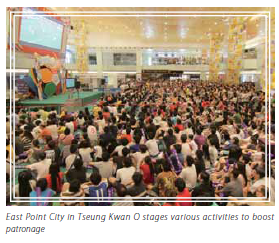 East Point City in Tseung Kwan O stages various activities to boost
patronage